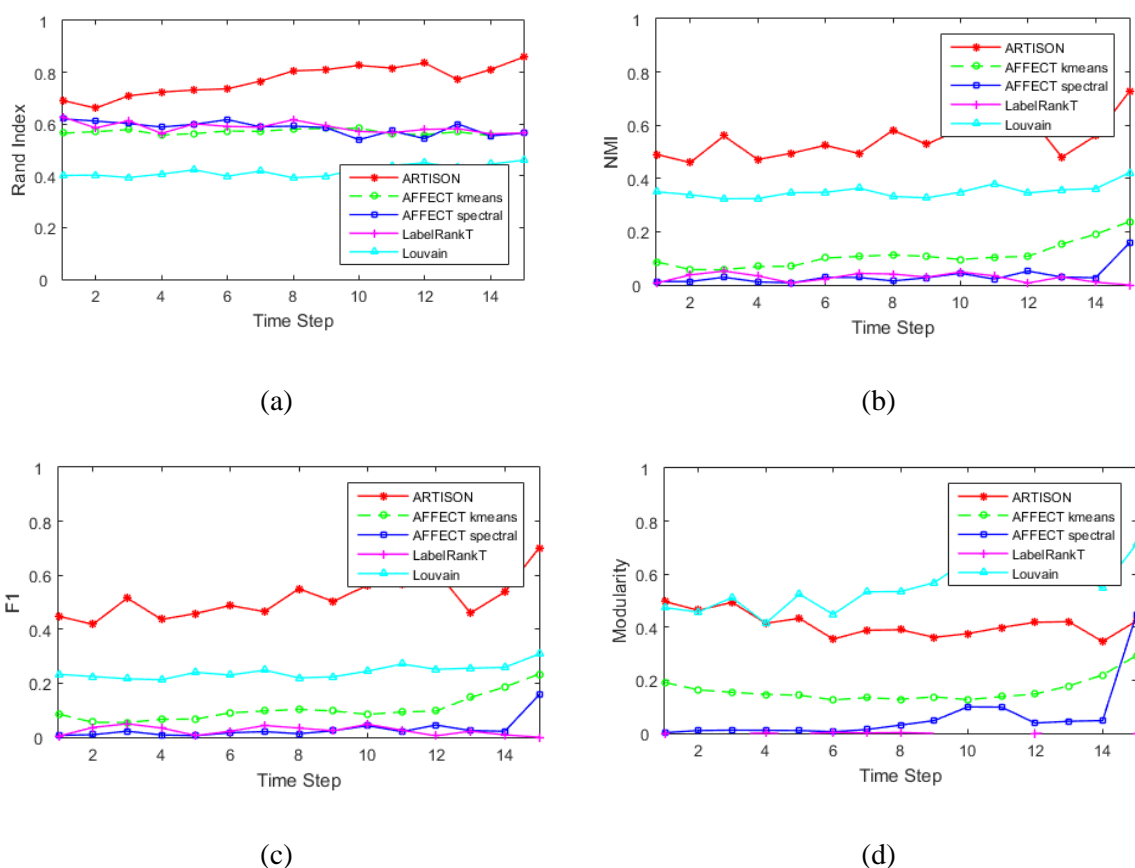 1
0.8
0.6
0.4
0.2
0
Rand Index
2 4 6 8 10 12 14
Time Step
ARTISON
AFFECT kmeans
AFFECT spectral
LabelRankT
Louvain
(a)
1
0.8
0.6
0.4
0.2
0
NMI
2 4 6 8 10 12 14
Time Step
ARTISON
AFFECT kmeans
AFFECT spectral
LabelRankT
Louvain
(b)
1
0.8
0.6
0.4
0.2
0
F1
2 4 6 8 10 12 14
Time Step
ARTISON
AFFECT kmeans
AFFECT spectral
LabelRankT
Louvain
(c)
1
0.8
0.6
0.4
0.2
0
Modularity
2 4 6 8 10 12 14
Time Step
ARTISON
AFFECT kmeans
AFFECT spectral
LabelRankT
Louvain
(d)